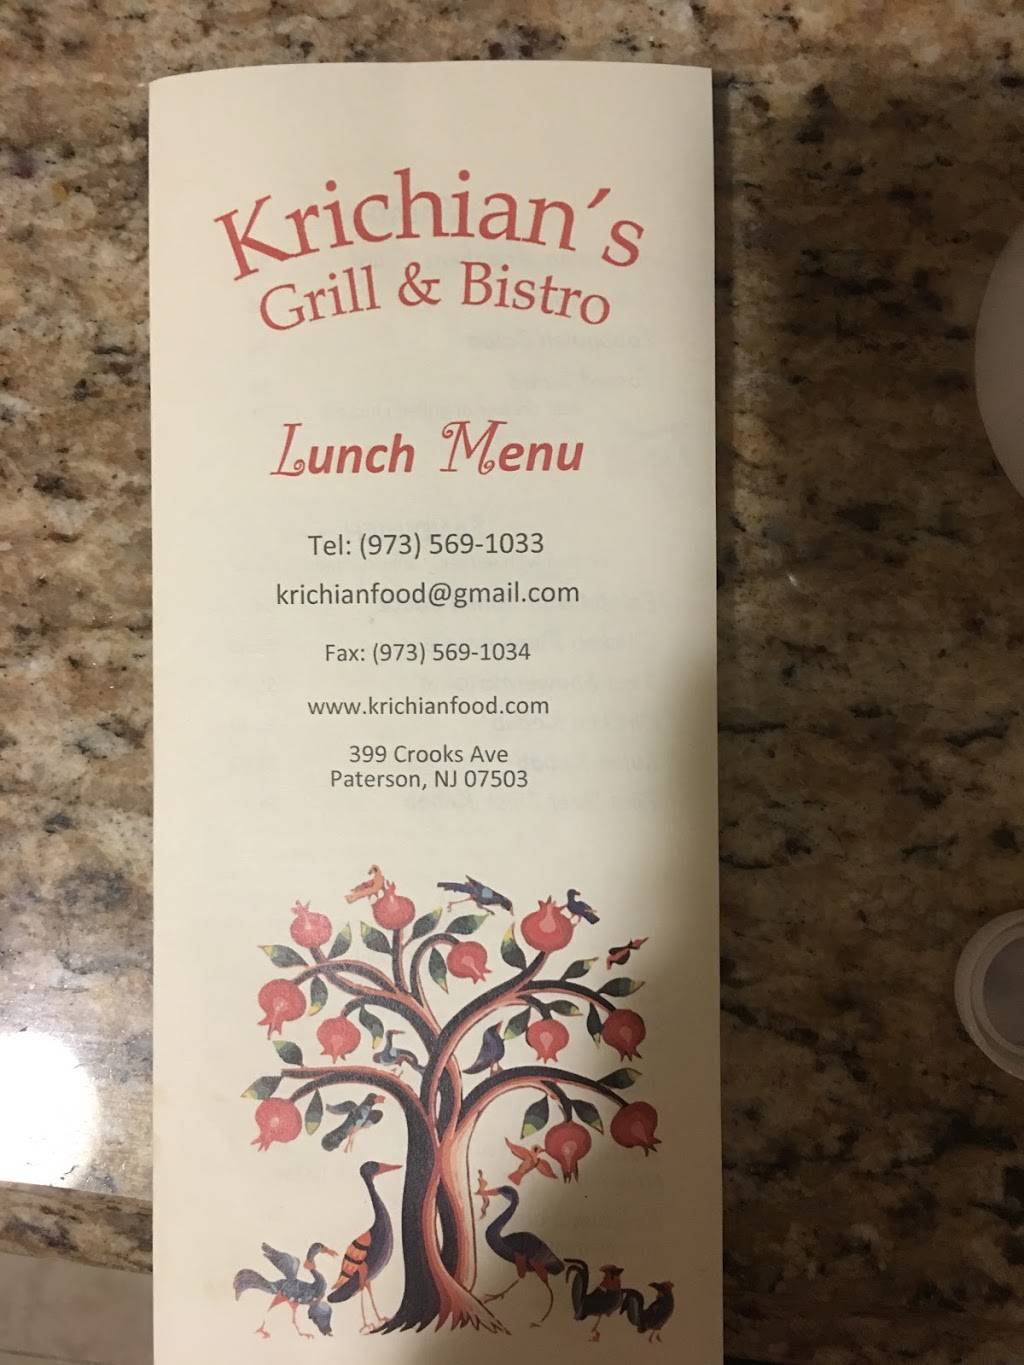 Krichian´s
Grill & Bistro
Lunch Menu
Tel: (973) 569-1033
krichianfood@gmail.com
Fax: (973) 569-1034
www.krichianfood.com
399 Crooks Ave
Paterson, NJ 07503